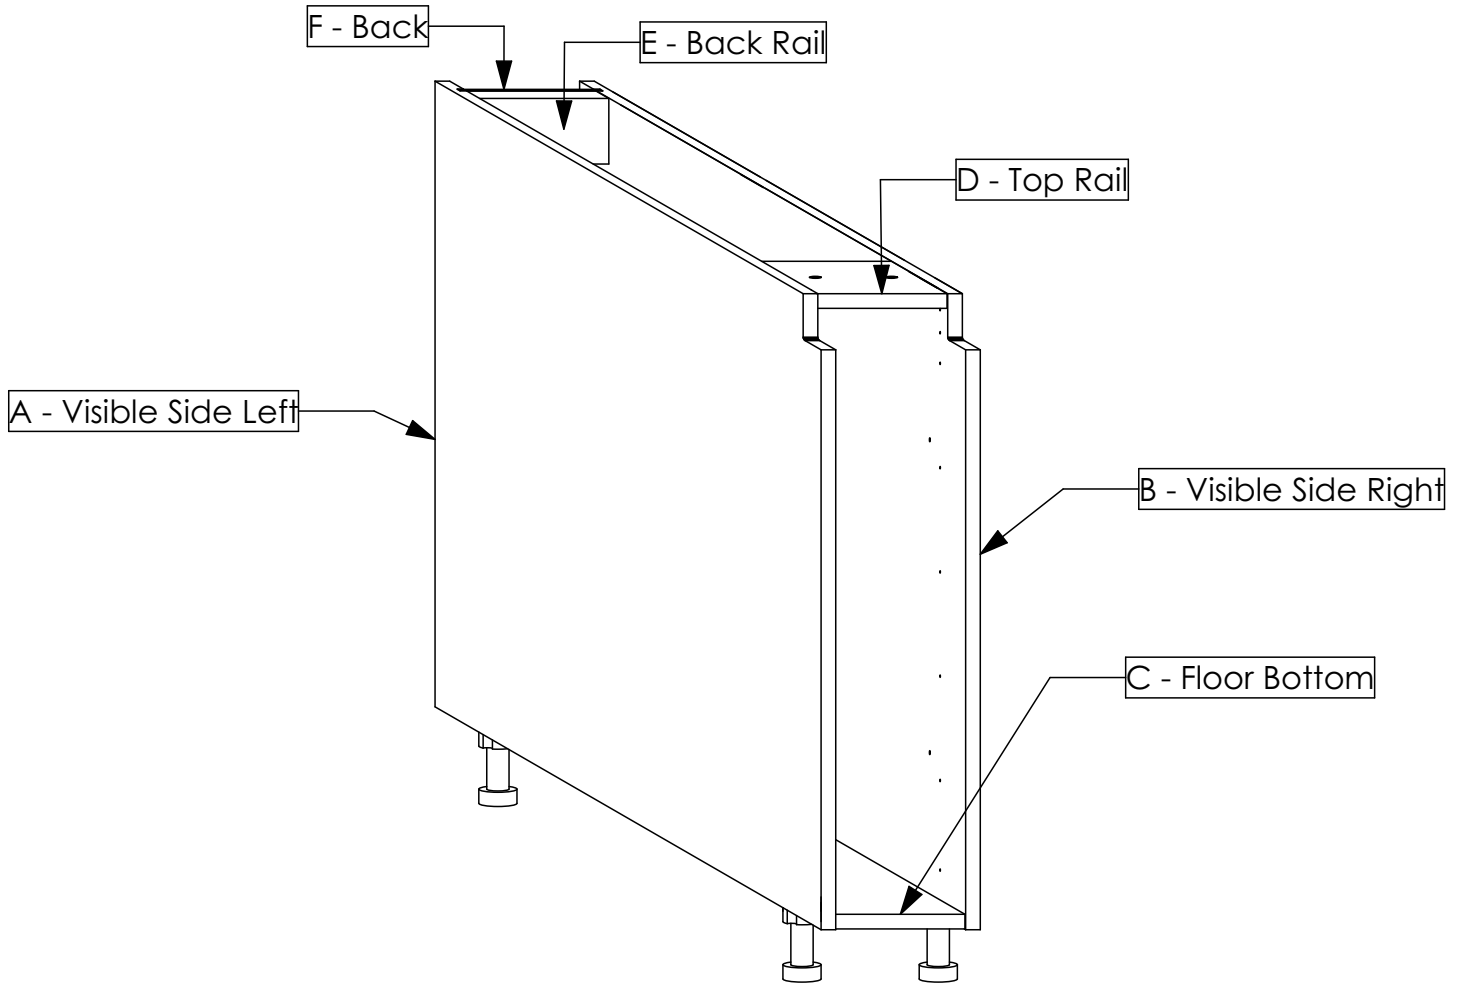 F - Back
E - Back Rail
D - Top Rail
A - Visible Side Left
B - Visible Side Right
C - Floor Bottom